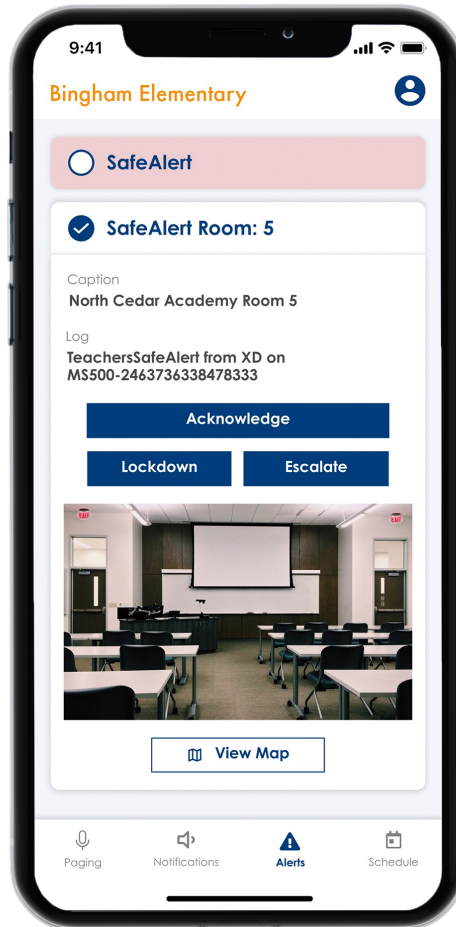 9:41
Bingham Elementary
SafeAlert
SafeAlert Room: 5
Caption
North Cedar Academy Room 5
Log
TeachersSafeAlert from XD on
MS500-2463736338478333
Acknowledge
Lockdown Escalate
EXIT EXIT
View Map
Paging Notifications Alerts Schedule